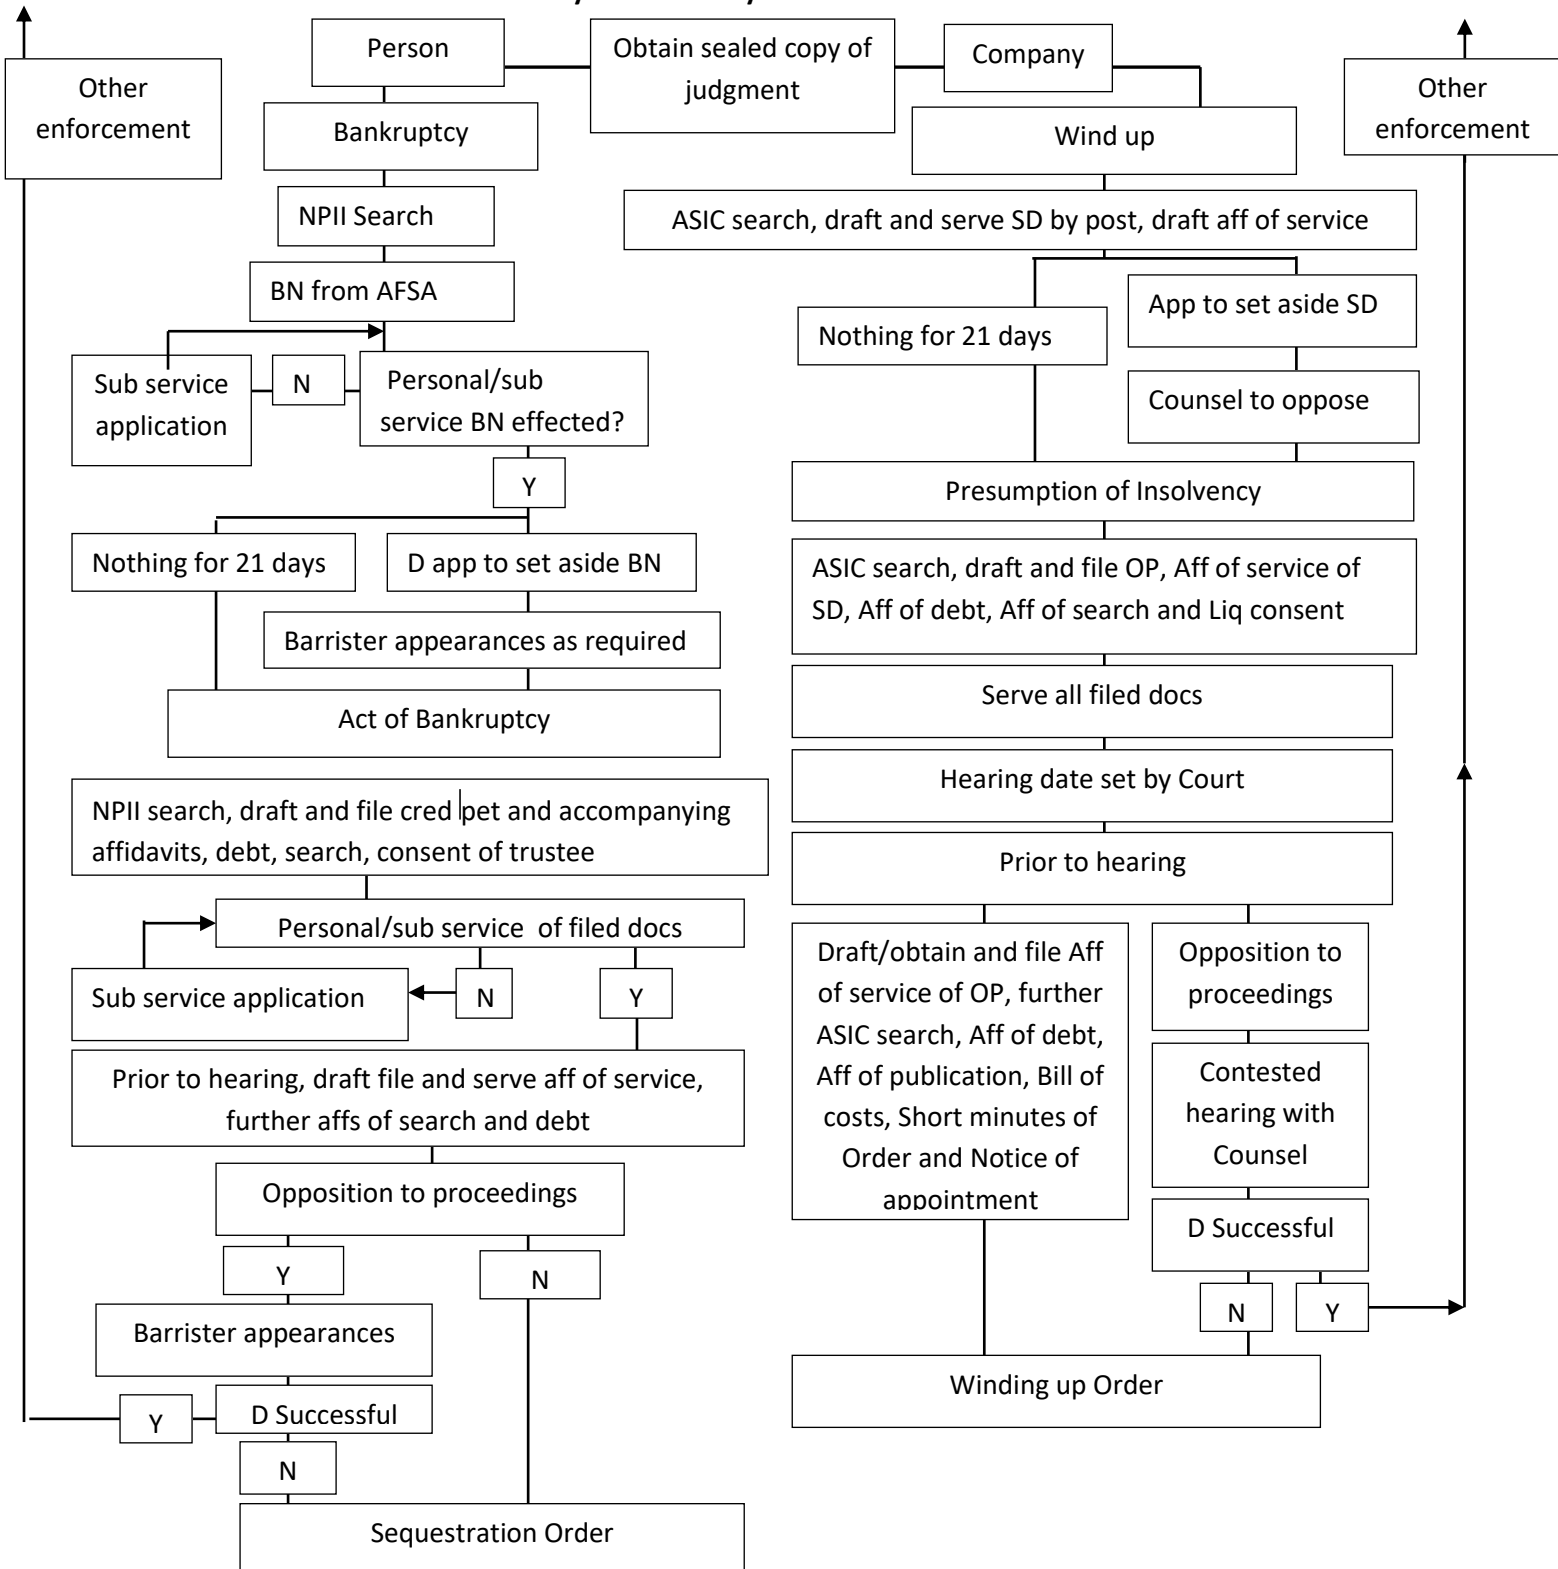 Person
Obtain sealed copy of
judgment
Company
Other
enforcement
Other
enforcement
Bankruptcy
Wind up
NPII Search
ASIC search, draft and serve SD by post, draft aff of service
BN from AFSA
App to set aside SD
Nothing for 21 days
Sub service
application
N
Personal/sub
service BN effected?
Counsel to oppose
Y
Presumption of Insolvency
Nothing for 21 days
D app to set aside BN
ASIC search, draft and file OP, Aff of service of
SD, Aff of debt, Aff of search and Liq consent
Barrister appearances as required
Serve all filed docs
Act of Bankruptcy
Hearing date set by Court
NPII search, draft and file cred pet and accompanying
affidavits, debt, search, consent of trustee
Prior to hearing
Personal/sub service of filed docs
Sub service application
N
Y
Draft/obtain and file Aff
of service of OP, further
ASIC search, Aff of debt,
Aff of publication, Bill of
costs, Short minutes of
Order and Notice of
appointment
Opposition to
proceedings
Prior to hearing, draft file and serve aff of service,
further affs of search and debt
Contested
hearing with
Counsel
Opposition to proceedings
D Successful
Y
N
N
Y
Barrister appearances
Winding up Order
Y
D Successful
N
Sequestration Order